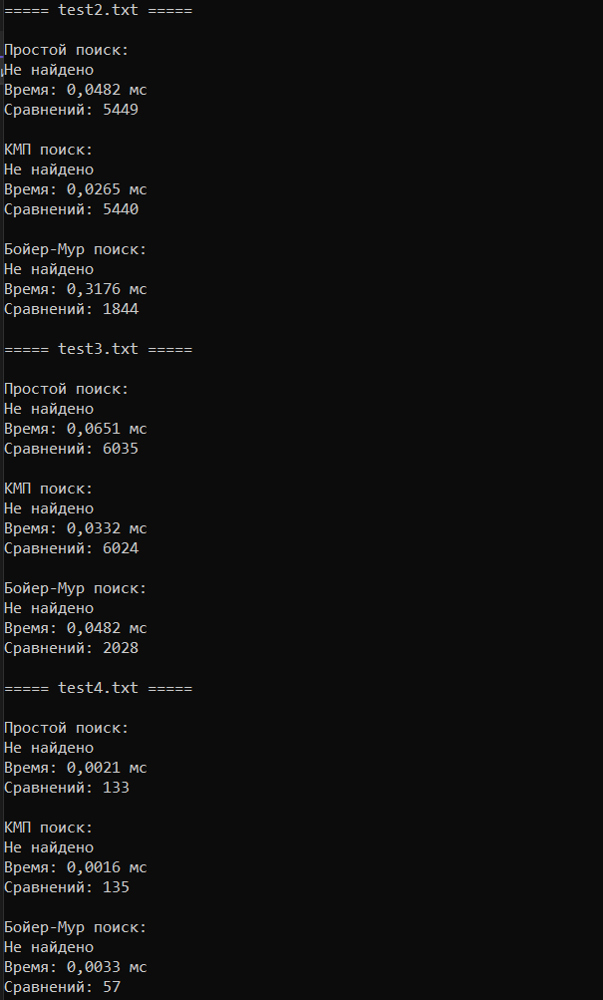 ===== test2.txt =====
Простой поиск:
Не найдено
Время: 0,0482 мс
Сравнений: 5449
КМП поиск:
Не найдено
Время: 0,0265 мс
Сравнений: 5440
Бойер-Мур поиск:
Не найдено
Время: 0,3176 мс
Сравнений: 1844
===== test3.txt =====
Простой поиск:
Не найдено
Время: 0,0651 мс
Сравнений: 6035
КМП поиск:
Не найдено
Время: 0,0332 мс
Сравнений: 6024
Бойер-Мур поиск:
Не найдено
Время: 0,0482 мс
Сравнений: 2028
===== test4.txt =====
Простой поиск:
Не найдено
Время: 0,0021 мс
Сравнений: 133
КМП поиск:
Не найдено
Время: 0,0016 мс
Сравнений: 135
Бойер-Мур поиск:
Не найдено
Время: 0,0033 мс
Сравнений: 57